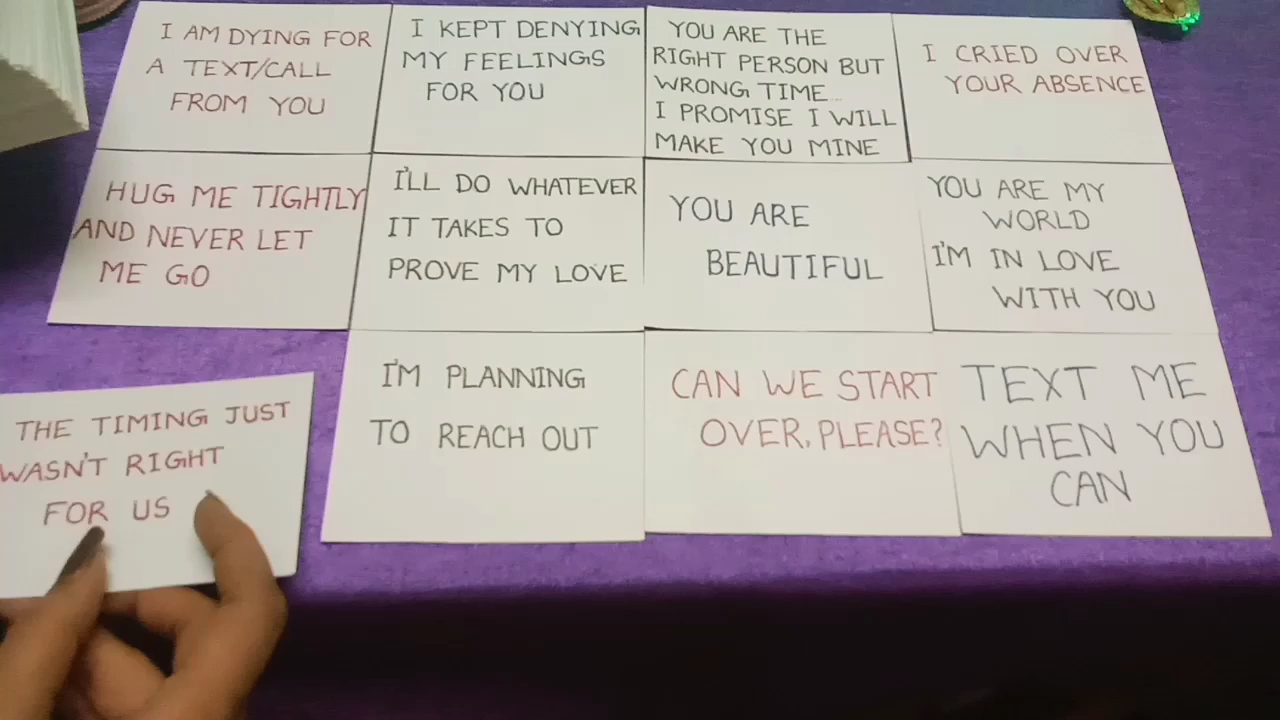 I AM DYING FOR
A TEXT/CALL
FROM YOU
I KEPT DENYING
MY FEELINGS
FOR YOU
YOU ARE THE
RIGHT PERSON BUT
WRONG TIME...
I PROMISE I WILL
MAKE YOU MINE
I CRIED OVER
YOUR ABSENCE
HUG ME TIGHTLY
AND NEVER LET
ME GO
I'LL DO WHATEVER
IT TAKES TO
PROVE MY LOVE
YOU ARE
BEAUTIFUL
YOU ARE MY
WORLD
I'M IN LOVE
WITH YOU
THE TIMING JUST
WASN'T RIGHT
FOR US
I'M PLANNING
TO REACH OUT
CAN WE START
OVER, PLEASE?
TEXT ME
WHEN YOU
CAN